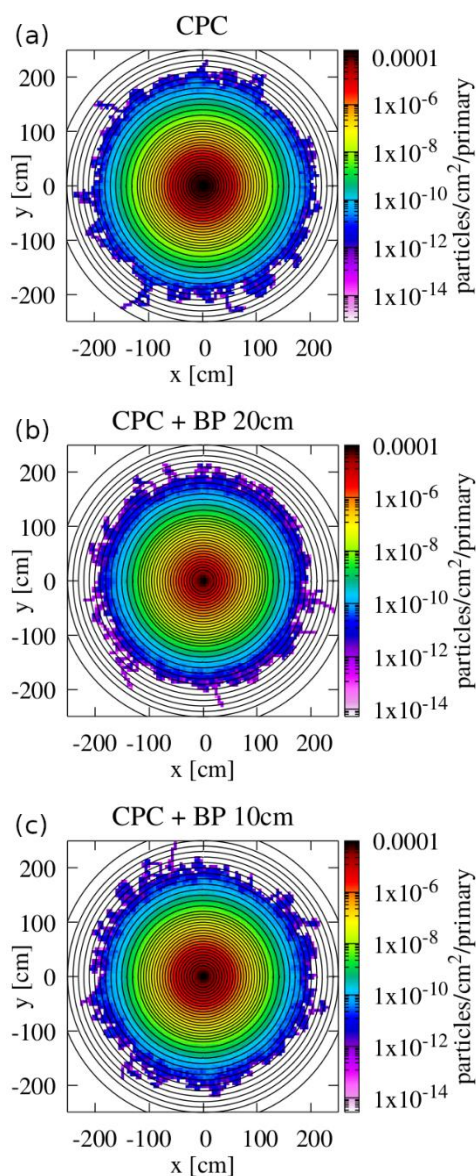 (a)
CPC
y [cm]
200
100
0
-100
-200
-200 -100 0 100 200
x [cm]
0.0001
1x10-6
1x10-8
1x10-10
1x10-12
1x10-14
particles/cm2/primary
(b)
CPC + BP 20cm
y [cm]
200
100
0
-100
-200
-200 -100 0 100 200
x [cm]
0.0001
1x10-6
1x10-8
1x10-10
1x10-12
1x10-14
particles/cm2/primary
(c)
CPC + BP 10cm
y [cm]
200
100
0
-100
-200
-200 -100 0 100 200
x [cm]
0.0001
1x10-6
1x10-8
1x10-10
1x10-12
1x10-14
particles/cm2/primary